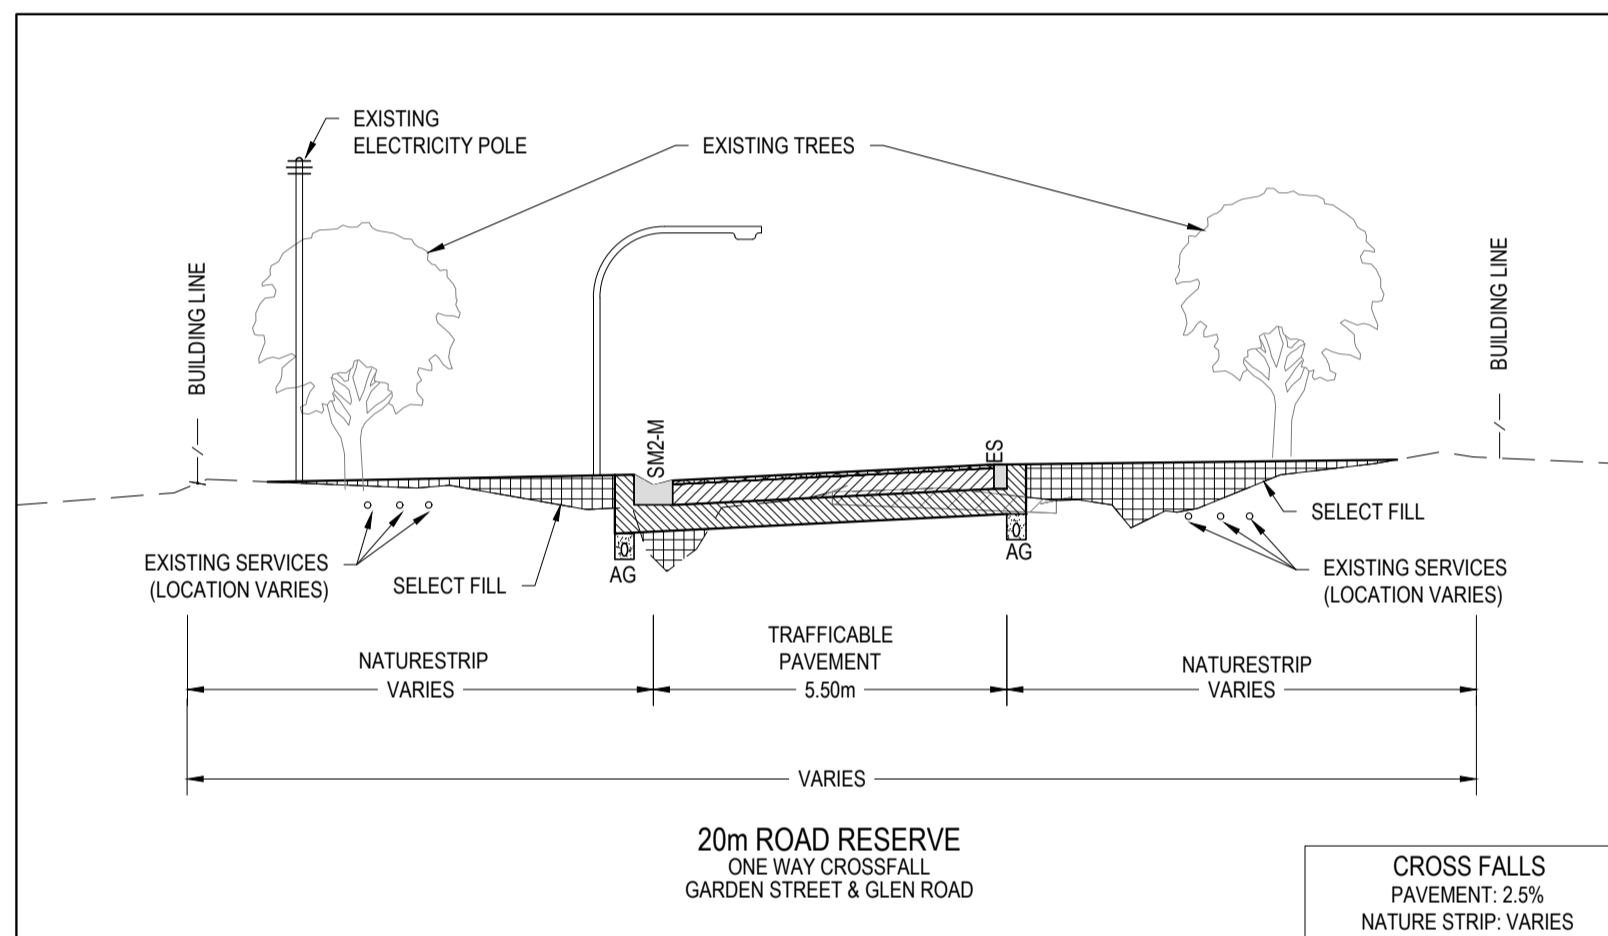 EXISTING
ELECTRICITY POLE
EXISTING TREES
BUILDING LINE
BUILDING LINE
SM2-M
ES
SELECT FILL
AG
AG
EXISTING SERVICES
(LOCATION VARIES)
SELECT FILL
EXISTING SERVICES
(LOCATION VARIES)
NATURESTRIP
VARIES
TRAFFICABLE
PAVEMENT
5.50m
NATURESTRIP
VARIES
VARIES
20m ROAD RESERVE
ONE WAY CROSSFALL
GARDEN STREET & GLEN ROAD
CROSS FALLS
PAVEMENT: 2.5%
NATURE STRIP: VARIES